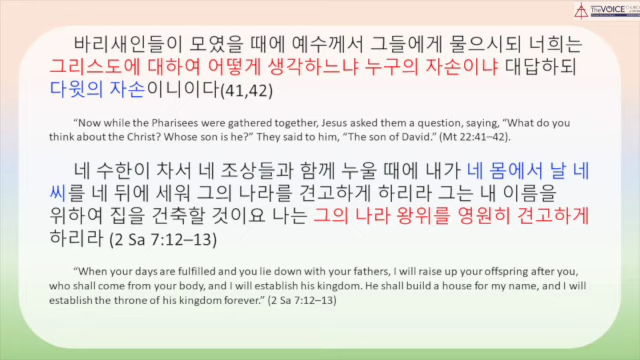 TheVOICE
바리새인들이 모였을 때에 예수께서 그들에게 물으시되 너희는
그리스도에 대하여 어떻게 생각하느냐 누구의 자손이냐 대답하되
다윗의 자손이니이다(41,42)
“Now while the Pharisees were gathered together, Jesus asked them a question, saying, “What do you
think about the Christ? Whose son is he?” They said to him, “The son of David.” (Mt 22:41–42).
네 수한이 차서 네 조상들과 함께 누울 때에 내가 네 몸에서 날 네
씨를 네 뒤에 세워 그의 나라를 견고하게 하리라 그는 내 이름을
위하여 집을 건축할 것이요 나는 그의 나라 왕위를 영원히 견고하게
하리라 (2 Sa 7:12–13)
“When your days are fulfilled and you lie down with your fathers, I will raise up your offspring after you,
who shall come from your body, and I will establish his kingdom. He shall build a house for my name, and I will
establish the throne of his kingdom forever.” (2 Sa 7:12–13)